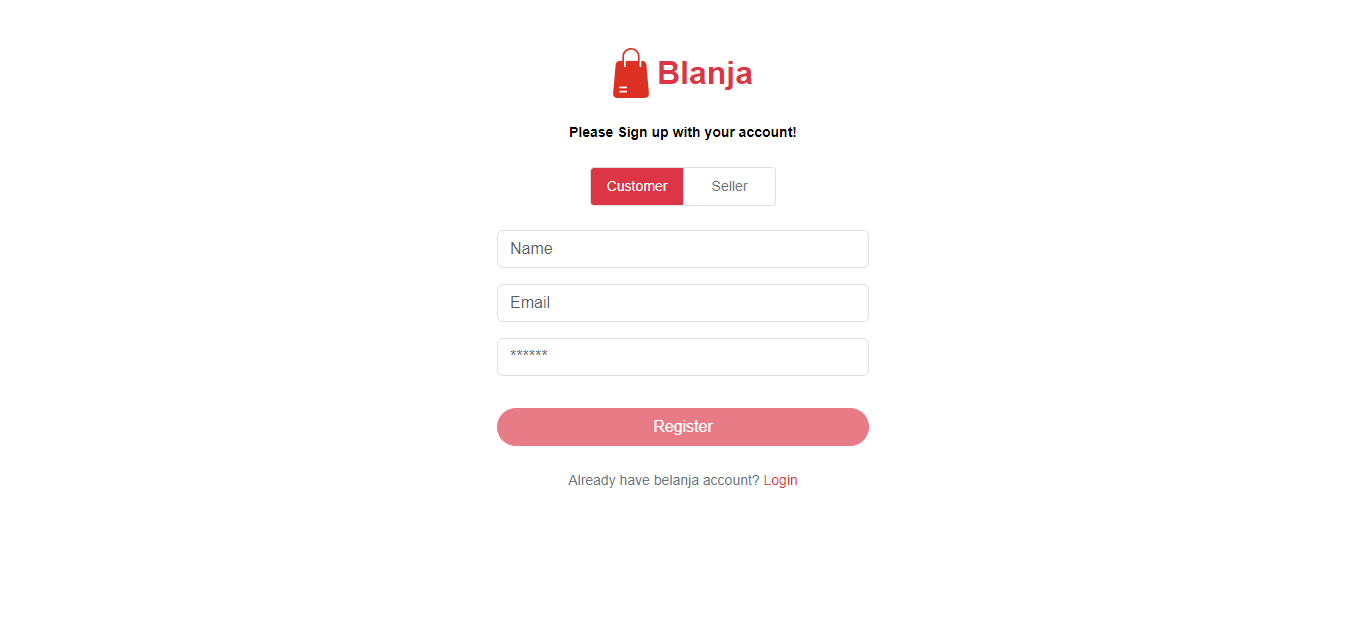 Blanja
Please Sign up with your account!
Customer Seller
Name
Email
******
Register
Already have belanja account? Login